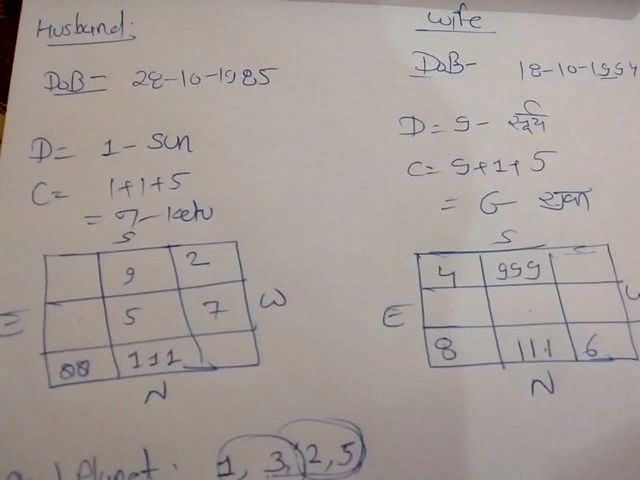 Husband:
DOB= 28-10-1985
D= 1 - Sun
C= 1+1+5
= 7-Ketu
S
9 2
E 5 7 W
88 111
N
Wife
DOB- 18-10-1994
D= 9- सूर्य
C= 9+1+5
= 6-
S
4 999
E
8 111 6
N
Planet: 1, 3, 2, 5